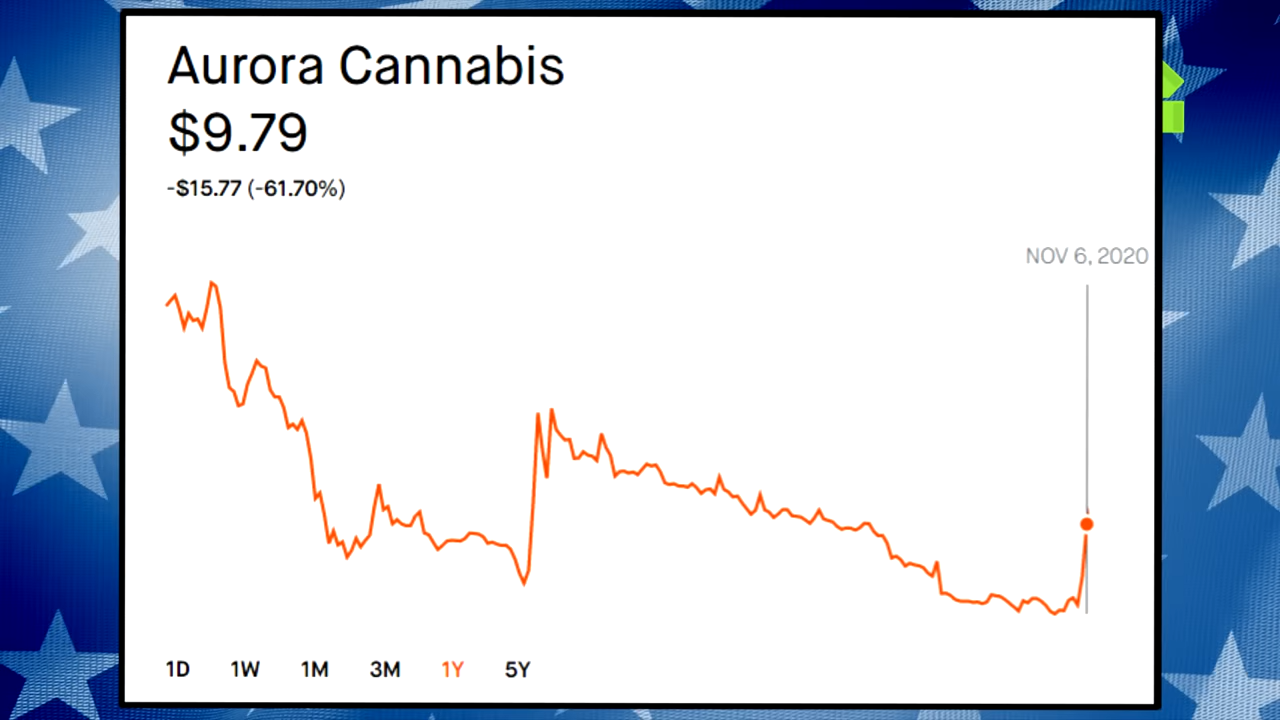 Aurora Cannabis
$9.79
-$15.77 (-61.70%)
NOV 6, 2020
1D 1W 1M 3M 1Y 5Y